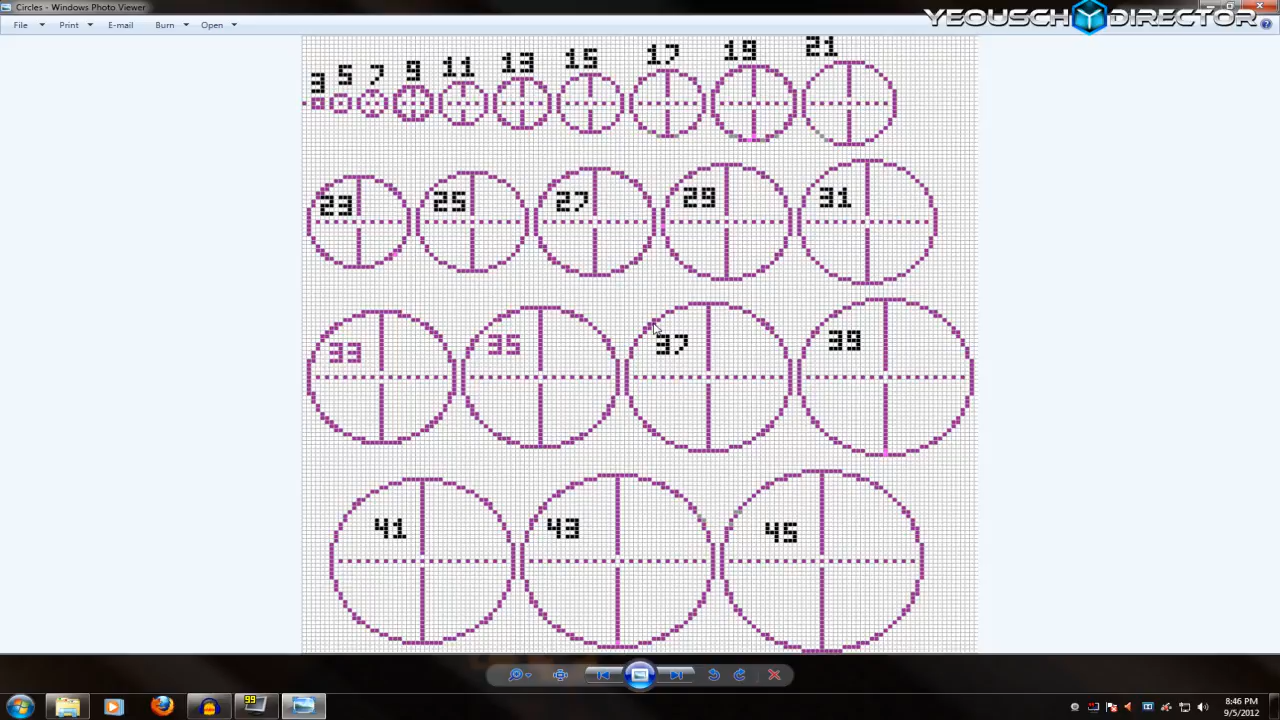 Circles - Windows Photo Viewer
YEOUSCH DIRECTOR
File Print E-mail Burn Open
3 5 7 9 11 13 15 17 19 21
23 25 27 29 31
33 35 37 39
41 43 45
99
8:46 PM
9/5/2012